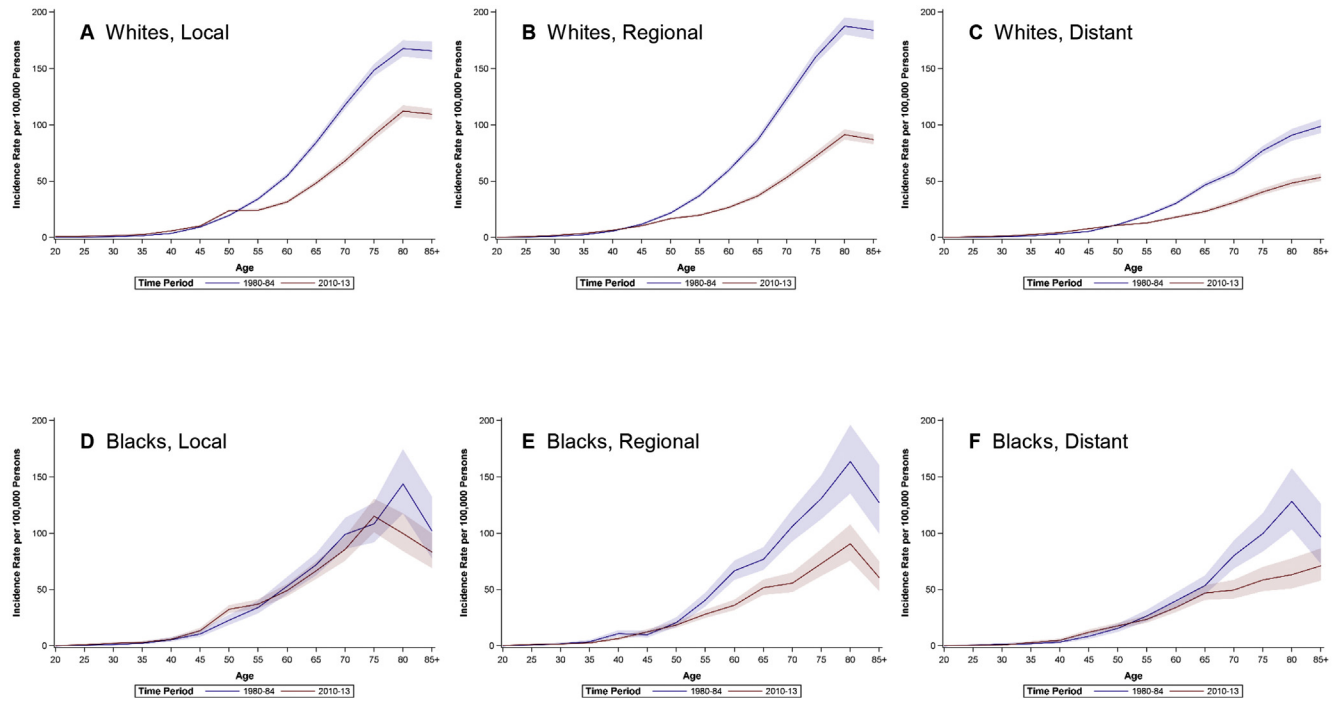 A Whites, Local
Incidence Rate per 100,000 Persons
200
150
100
50
0
20 25 30 35 40 45 50 55 60 65 70 75 80 85+
Age
Time Period 1980-84 2010-13
B Whites, Regional
Incidence Rate per 100,000 Persons
200
150
100
50
0
20 25 30 35 40 45 50 55 60 65 70 75 80 85+
Age
Time Period 1980-84 2010-13
C Whites, Distant
Incidence Rate per 100,000 Persons
200
150
100
50
0
20 25 30 35 40 45 50 55 60 65 70 75 80 85+
Age
Time Period 1980-84 2010-13
D Blacks, Local
Incidence Rate per 100,000 Persons
200
150
100
50
0
20 25 30 35 40 45 50 55 60 65 70 75 80 85+
Age
Time Period 1980-84 2010-13
E Blacks, Regional
Incidence Rate per 100,000 Persons
200
150
100
50
0
20 25 30 35 40 45 50 55 60 65 70 75 80 85+
Age
Time Period 1980-84 2010-13
F Blacks, Distant
Incidence Rate per 100,000 Persons
200
150
100
50
0
20 25 30 35 40 45 50 55 60 65 70 75 80 85+
Age
Time Period 1980-84 2010-13